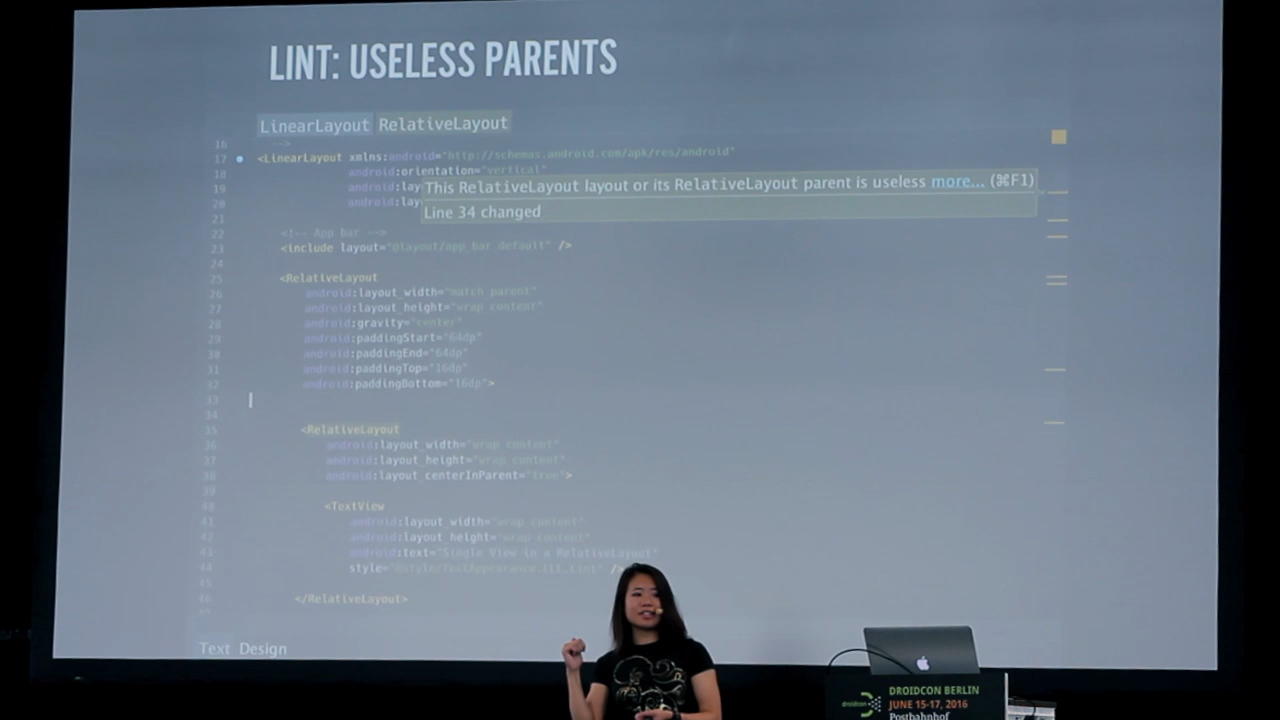 LINT: USELESS PARENTS
LinearLayout RelativeLayout
16 -->
17 <LinearLayout xmlns:android="http://schemas.android.com/apk/res/android"
18 android:orientation="vertical"
19 android:lay
This RelativeLayout layout or its RelativeLayout parent is useless more... (⌘F1)
20 android:lay
Line 34 changed
21
22 <!-- App bar -->
23 <include layout="@layout/app_bar_default" />
24
25 <RelativeLayout
26 android:layout_width="match_parent"
27 android:layout_height="wrap_content"
28 android:gravity="center"
29 android:paddingStart="64dp"
30 android:paddingEnd="64dp"
31 android:paddingTop="16dp"
32 android:paddingBottom="16dp">
33
34
35 <RelativeLayout
36 android:layout_width="wrap_content"
37 android:layout_height="wrap_content"
38 android:layout_centerInParent="true">
39
40 <TextView
41 android:layout_width="wrap_content"
42 android:layout_height="wrap_content"
43 android:text="Single View in a RelativeLayout"
44 style= />
45
46 </RelativeLayout>
Text Design
droidcon
DROIDCON BERLIN
JUNE 15-17, 2016
Postbahnhof